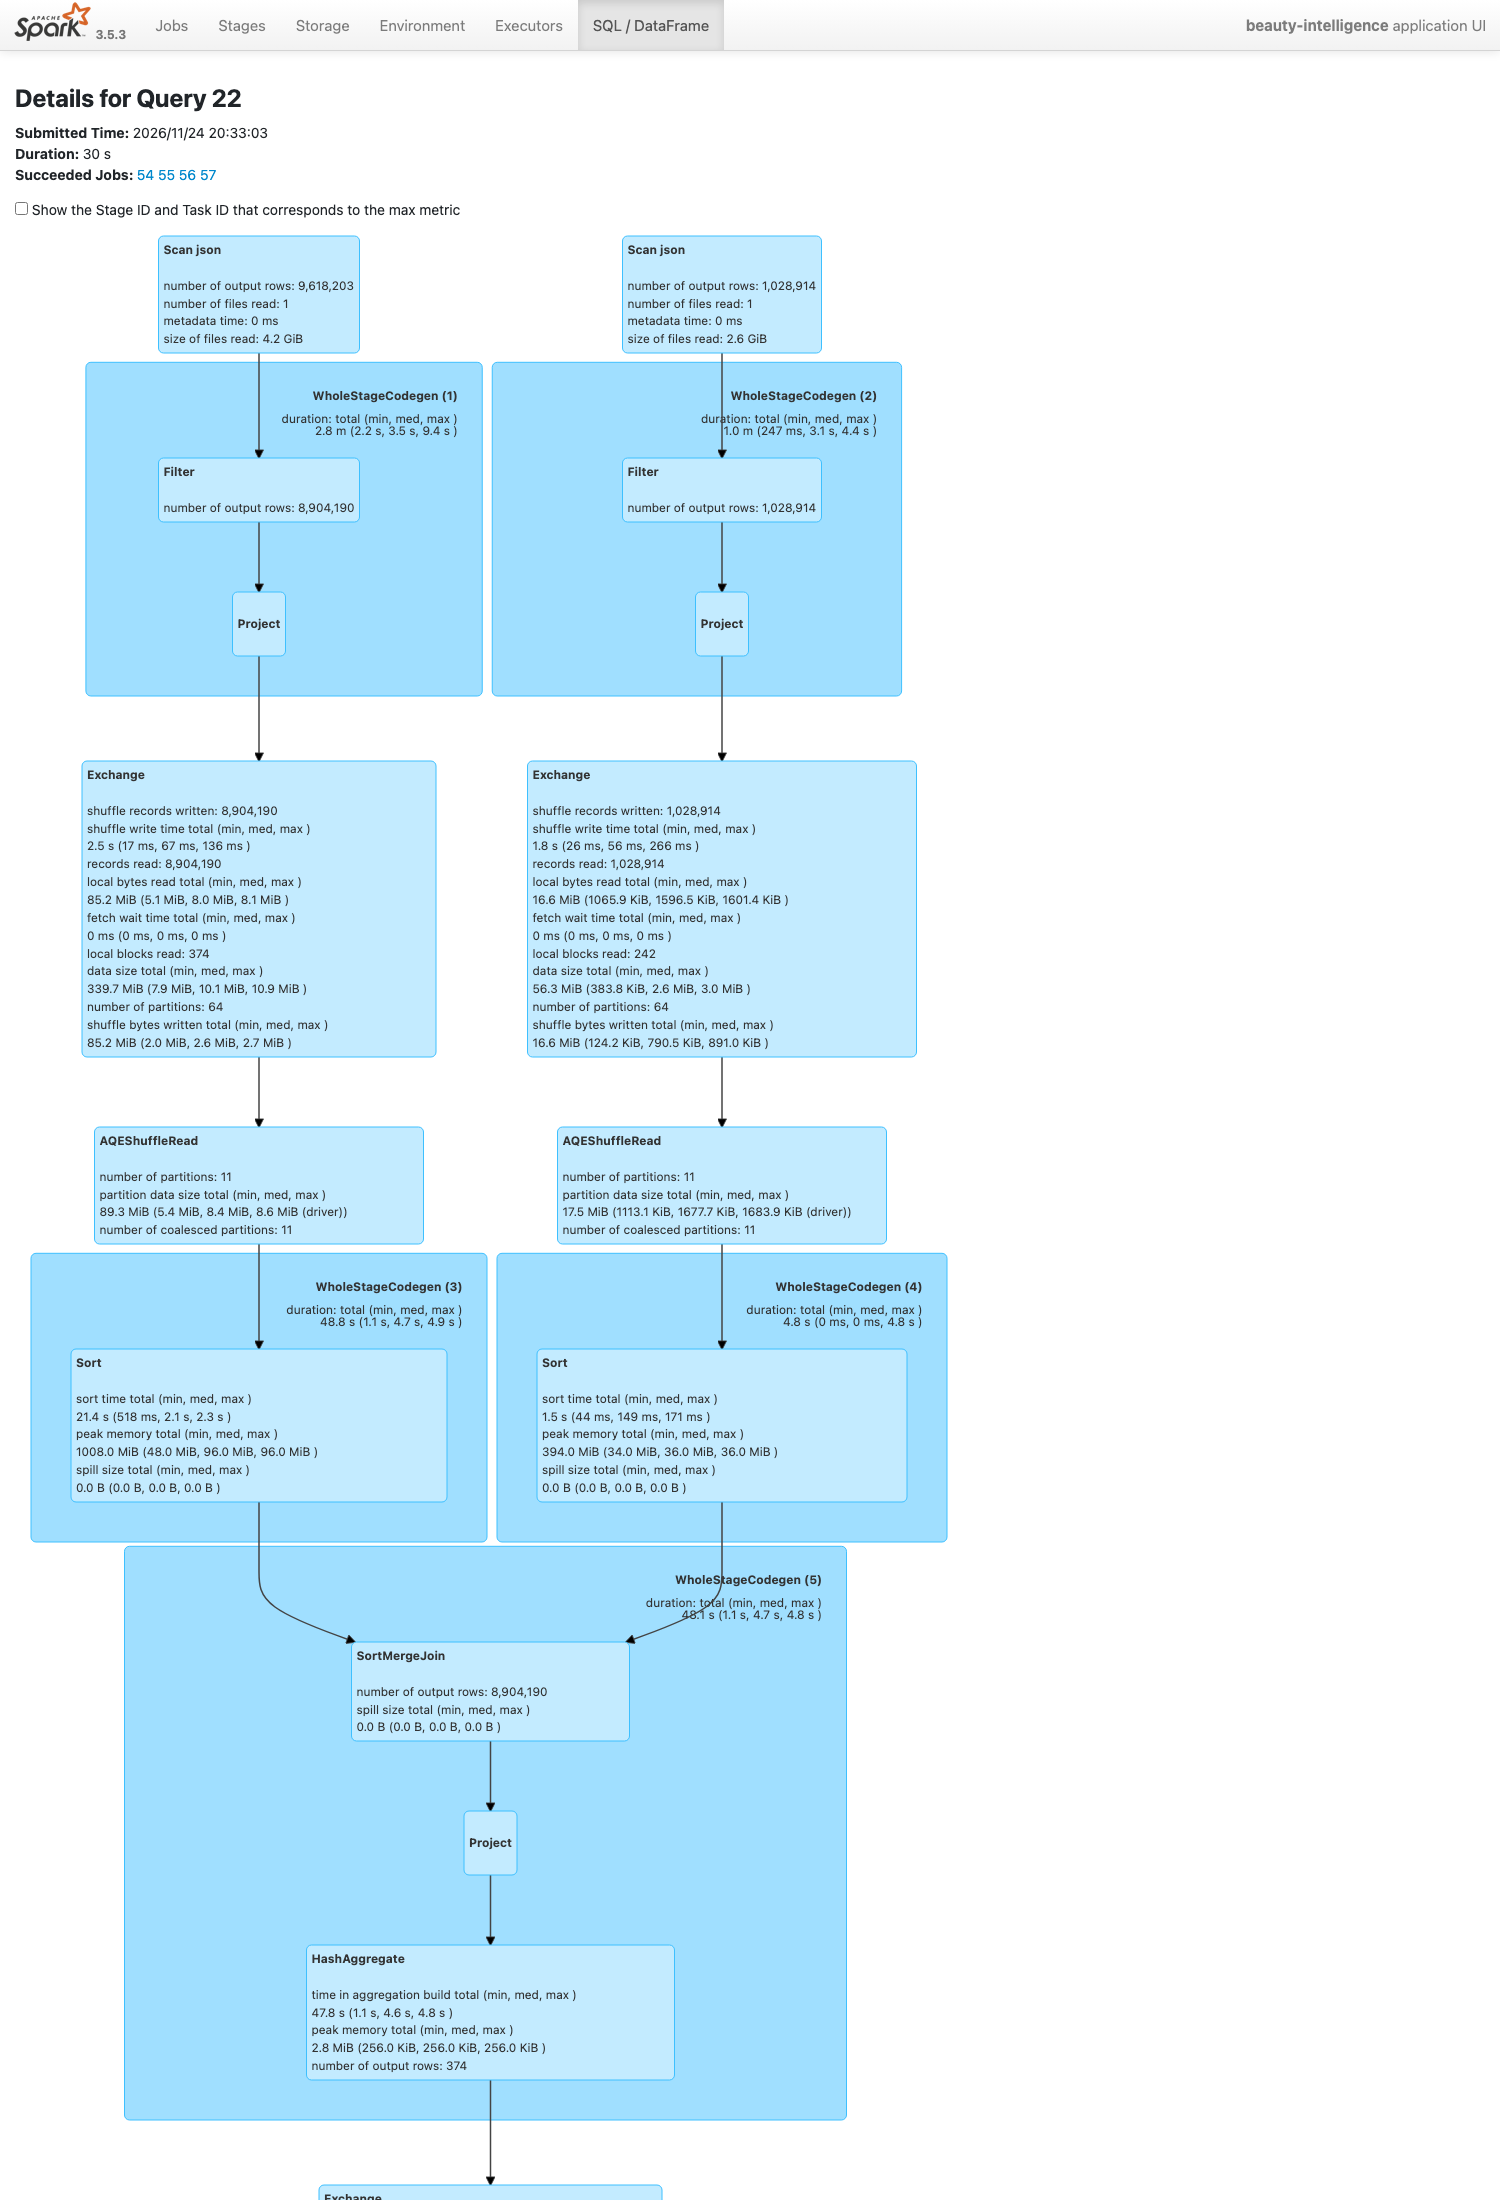 APACHE
Spark 3.5.3
Jobs
Stages
Storage
Environment
Executors
SQL / DataFrame
beauty-intelligence application UI
Details for Query 22
Submitted Time: 2026/11/24 20:33:03
Duration: 30 s
Succeeded Jobs: 54 55 56 57
Show the Stage ID and Task ID that corresponds to the max metric
Scan json
number of output rows: 9,618,203
number of files read: 1
metadata time: 0 ms
size of files read: 4.2 GiB
Scan json
number of output rows: 1,028,914
number of files read: 1
metadata time: 0 ms
size of files read: 2.6 GiB
WholeStageCodegen (1)
duration: total (min, med, max )
2.8 m (2.2 s, 3.5 s, 9.4 s )
WholeStageCodegen (2)
duration: total (min, med, max )
1.0 m (247 ms, 3.1 s, 4.4 s )
Filter
number of output rows: 8,904,190
Filter
number of output rows: 1,028,914
Project
Project
Exchange
shuffle records written: 8,904,190
shuffle write time total (min, med, max )
2.5 s (17 ms, 67 ms, 136 ms )
records read: 8,904,190
local bytes read total (min, med, max )
85.2 MiB (5.1 MiB, 8.0 MiB, 8.1 MiB )
fetch wait time total (min, med, max )
0 ms (0 ms, 0 ms, 0 ms )
local blocks read: 374
data size total (min, med, max )
339.7 MiB (7.9 MiB, 10.1 MiB, 10.9 MiB )
number of partitions: 64
shuffle bytes written total (min, med, max )
85.2 MiB (2.0 MiB, 2.6 MiB, 2.7 MiB )
Exchange
shuffle records written: 1,028,914
shuffle write time total (min, med, max )
1.8 s (26 ms, 56 ms, 266 ms )
records read: 1,028,914
local bytes read total (min, med, max )
16.6 MiB (1065.9 KiB, 1596.5 KiB, 1601.4 KiB )
fetch wait time total (min, med, max )
0 ms (0 ms, 0 ms, 0 ms )
local blocks read: 242
data size total (min, med, max )
56.3 MiB (383.8 KiB, 2.6 MiB, 3.0 MiB )
number of partitions: 64
shuffle bytes written total (min, med, max )
16.6 MiB (124.2 KiB, 790.5 KiB, 891.0 KiB )
AQEShuffleRead
number of partitions: 11
partition data size total (min, med, max )
89.3 MiB (5.4 MiB, 8.4 MiB, 8.6 MiB (driver))
number of coalesced partitions: 11
AQEShuffleRead
number of partitions: 11
partition data size total (min, med, max )
17.5 MiB (1113.1 KiB, 1677.7 KiB, 1683.9 KiB (driver))
number of coalesced partitions: 11
WholeStageCodegen (3)
duration: total (min, med, max )
48.8 s (1.1 s, 4.7 s, 4.9 s )
WholeStageCodegen (4)
duration: total (min, med, max )
4.8 s (0 ms, 0 ms, 4.8 s )
Sort
sort time total (min, med, max )
21.4 s (518 ms, 2.1 s, 2.3 s )
peak memory total (min, med, max )
1008.0 MiB (48.0 MiB, 96.0 MiB, 96.0 MiB )
spill size total (min, med, max )
0.0 B (0.0 B, 0.0 B, 0.0 B )
Sort
sort time total (min, med, max )
1.5 s (44 ms, 149 ms, 171 ms )
peak memory total (min, med, max )
394.0 MiB (34.0 MiB, 36.0 MiB, 36.0 MiB )
spill size total (min, med, max )
0.0 B (0.0 B, 0.0 B, 0.0 B )
WholeStageCodegen (5)
duration: total (min, med, max )
48.1 s (1.1 s, 4.7 s, 4.8 s )
SortMergeJoin
number of output rows: 8,904,190
spill size total (min, med, max )
0.0 B (0.0 B, 0.0 B, 0.0 B )
Project
HashAggregate
time in aggregation build total (min, med, max )
47.8 s (1.1 s, 4.6 s, 4.8 s )
peak memory total (min, med, max )
2.8 MiB (256.0 KiB, 256.0 KiB, 256.0 KiB )
number of output rows: 374
Exchange